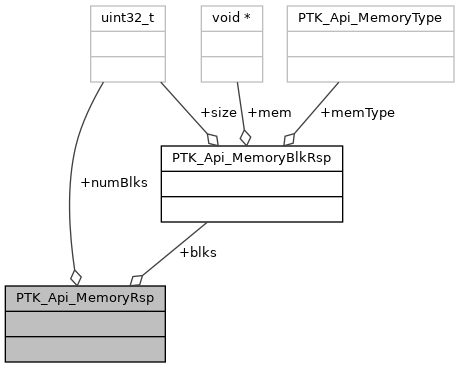 uint32_t
void *
PTK_Api_MemoryType
+size
+mem
+memType
PTK_Api_MemoryBlkRsp
+numBlks
+blks
PTK_Api_MemoryRsp